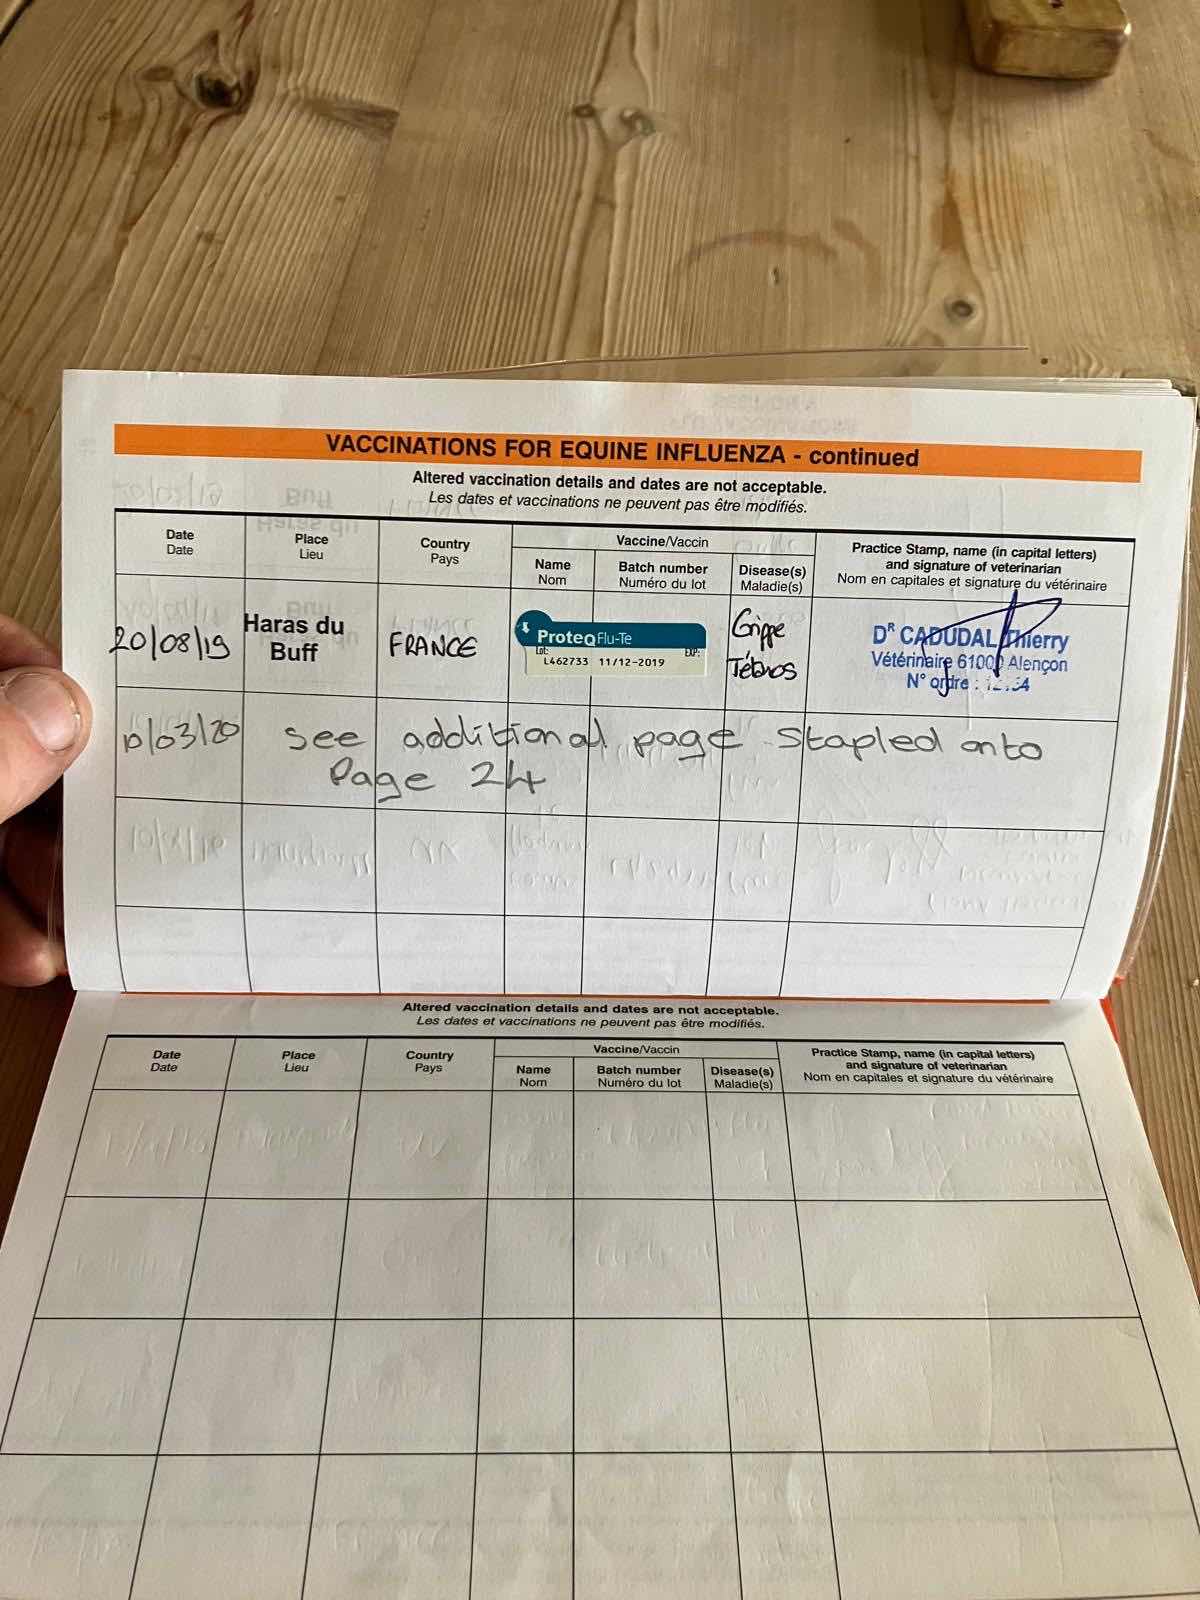 VACCINATIONS FOR EQUINE INFLUENZA - continued
Altered vaccination details and dates are not acceptable.
Les dates et vaccinations ne peuvent pas être modifiés.
Date
Date
Place
Lieu
Country
Pays
Vaccine/Vaccin
Name
Nom
Batch number
Numéro du lot
Disease(s)
Maladie(s)
Practice Stamp, name (in capital letters)
and signature of veterinarian
Nom en capitales et signature du vétérinaire
20/08/19
Haras du
Buff
FRANCE
ProteqFlu-Te
Lot: EXP:
L462733 11/12-2019
Grippe
Tétanos
DR CADUDAL Thierry
Vétérinaire 61000 Alençon
N° ordre :
10/03/20 see additional page stapled onto
Page 24
Altered vaccination details and dates are not acceptable.
Les dates et vaccinations ne peuvent pas être modifiés.
Date
Date
Place
Lieu
Country
Pays
Vaccine/Vaccin
Name
Nom
Batch number
Numéro du lot
Disease(s)
Maladie(s)
Practice Stamp, name (in capital letters)
and signature of veterinarian
Nom en capitales et signature du vétérinaire